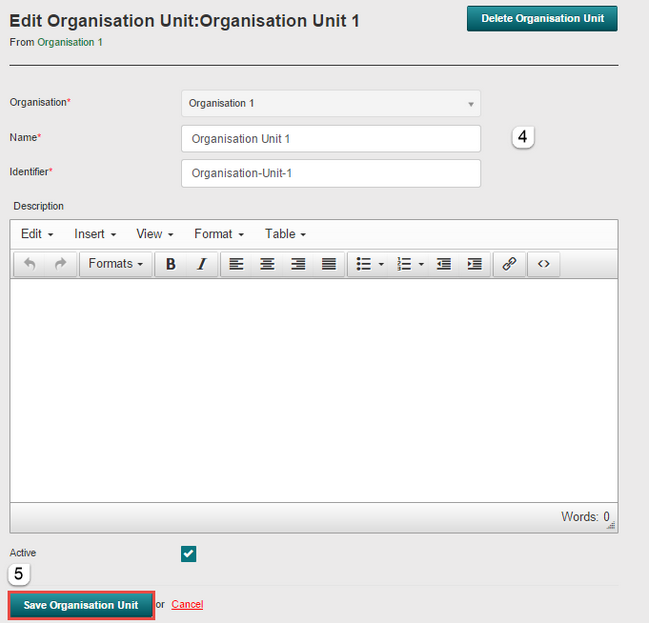 Edit Organisation Unit:Organisation Unit 1
Delete Organisation Unit
From Organisation 1
Organisation* Organisation 1
Name* Organisation Unit 1 4
Identifier* Organisation-Unit-1
Description
Edit Insert View Format Table
Formats B I
Words: 0
Active
5
Save Organisation Unit or Cancel